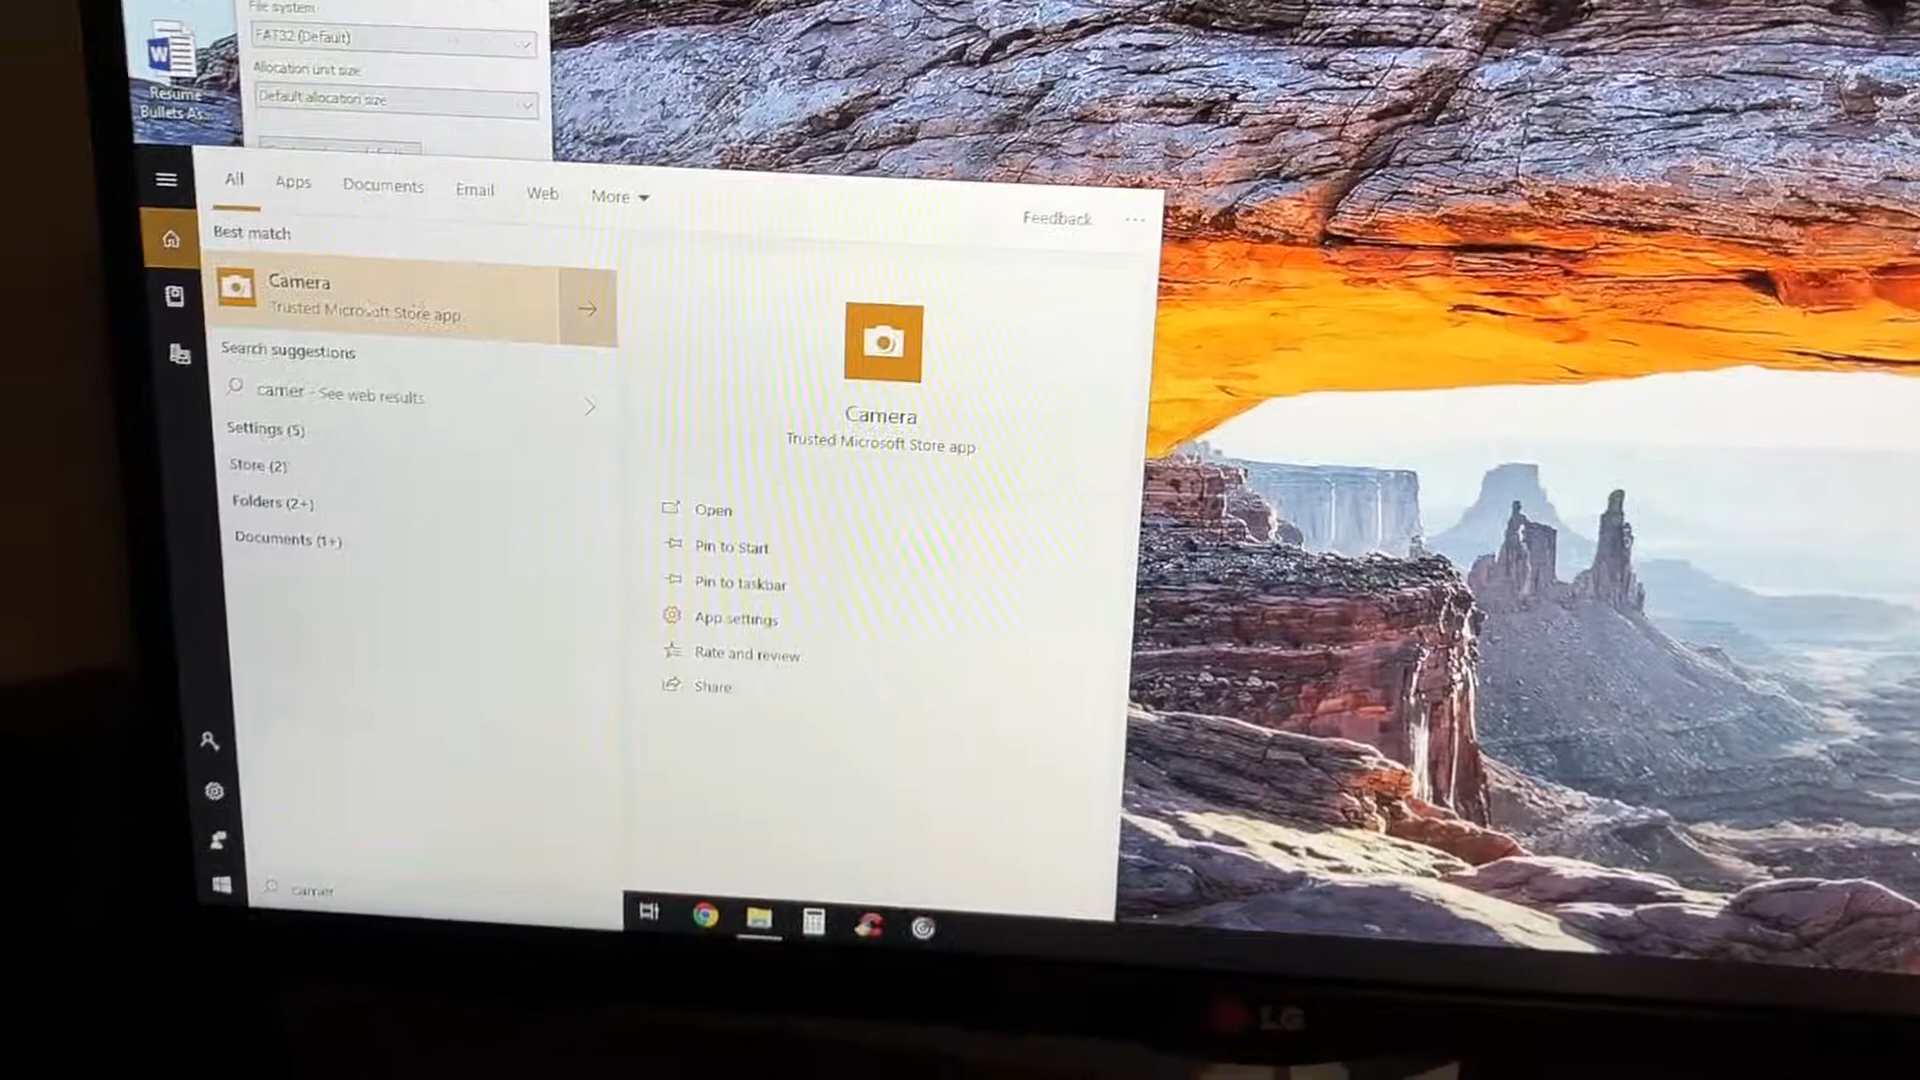 File system
FAT32 (Default)
Allocation unit size
Default allocation size
Resume
Bullets As...
All
Apps
Documents
Email
Web
More
Feedback
Best match
Camera
Trusted Microsoft Store app
Search suggestions
camer - See web results
Settings (5)
Store (2)
Folders (2+)
Documents (1+)
Camera
Trusted Microsoft Store app
Open
Pin to Start
Pin to taskbar
App settings
Rate and review
Share
camer
LG